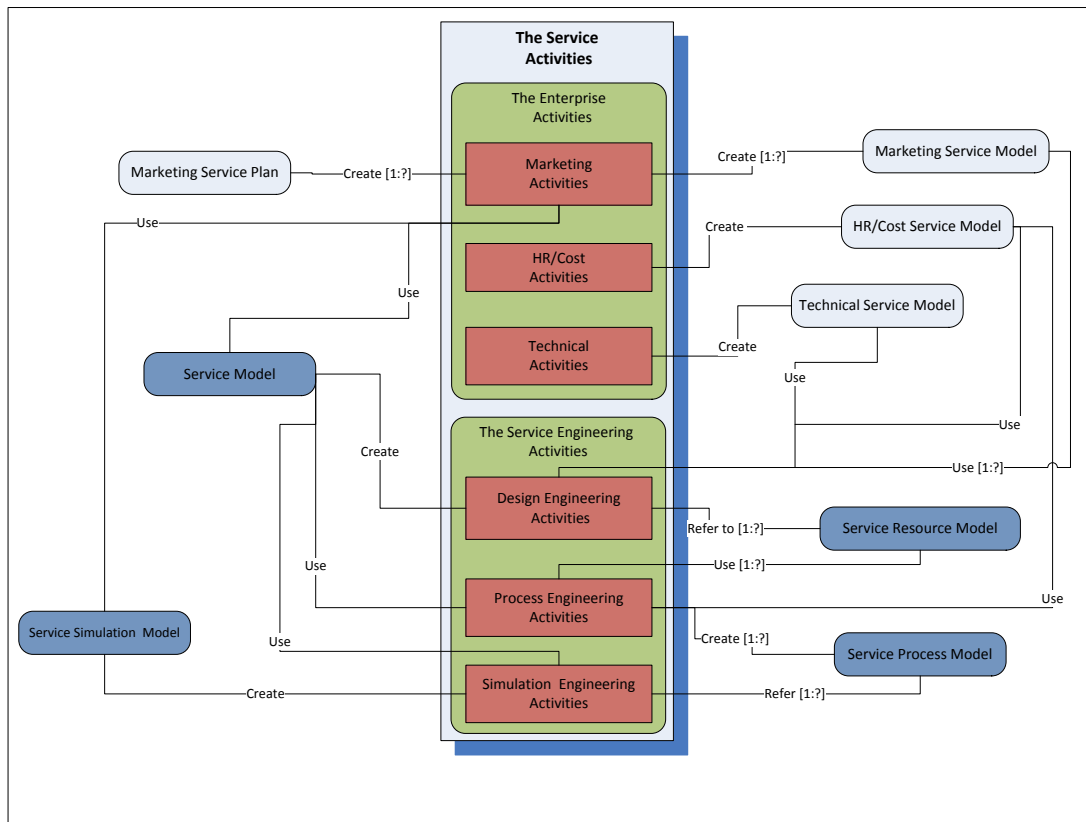 The Service
Activities
The Enterprise
Activities
Marketing Service Plan
Create [1:?]
Marketing
Activities
Create [1:?]
Marketing Service Model
Use
Create
HR/Cost Service Model
HR/Cost
Activities
Use
Technical Service Model
Technical
Activities
Create
Service Model
Use
Use
Create
The Service Engineering
Activities
Use [1:?]
Design Engineering
Activities
Refer to [1:?]
Service Resource Model
Use
Use [1:?]
Process Engineering
Activities
Use
Service Simulation  Model
Use
Create [1:?]
Service Process Model
Create
Simulation  Engineering
Activities
Refer [1:?]